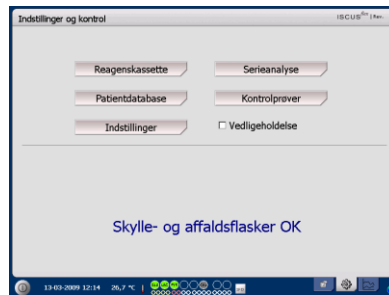 Indstillinger og kontrol
ISCUS flex
Reagenskassette
Serieanalyse
Patientdatabase
Kontrolprøver
Indstillinger
Vedligeholdelse
Skylle- og affaldsflasker OK
13-03-2009 12:14 26,7 ℃